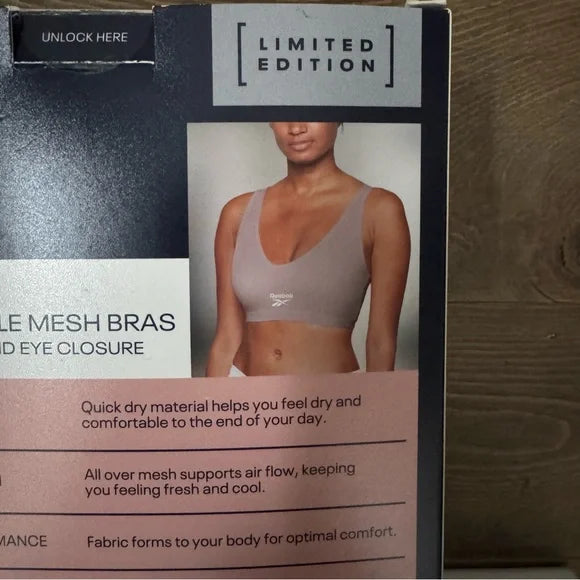 UNLOCK HERE
[LIMITED
EDITION]
Reebok
LE MESH BRAS
ID EYE CLOSURE
Quick dry material helps you feel dry and
comfortable to the end of your day.
All over mesh supports air flow, keeping
you feeling fresh and cool.
MANCE
Fabric forms to your body for optimal comfort.